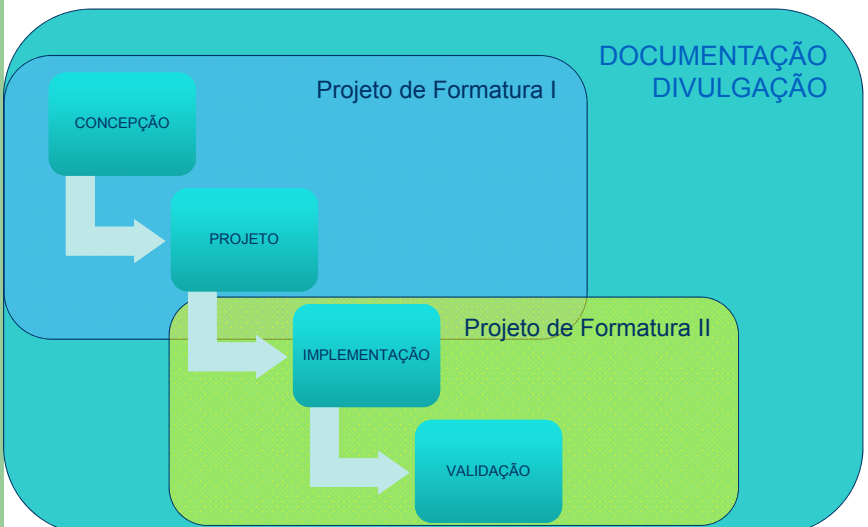 DOCUMENTAÇÃO
DIVULGAÇÃO
Projeto de Formatura I
CONCEPÇÃO
PROJETO
Projeto de Formatura II
IMPLEMENTAÇÃO
VALIDAÇÃO